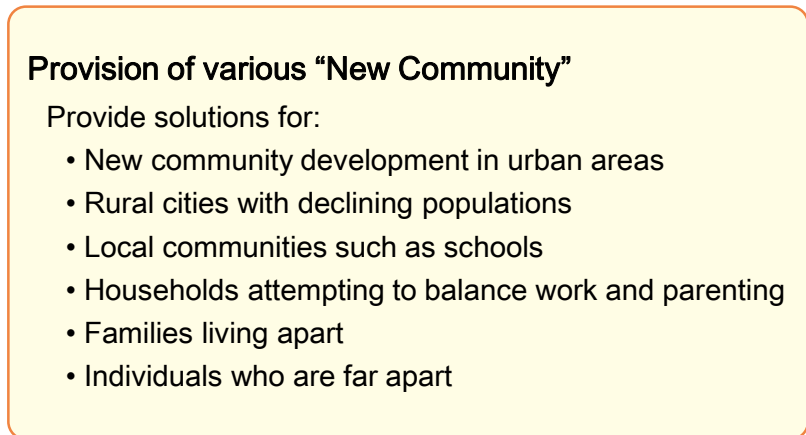 Provision of various “New Community”
Provide solutions for:
• New community development in urban areas
• Rural cities with declining populations
• Local communities such as schools
• Households attempting to balance work and parenting
• Families living apart
• Individuals who are far apart